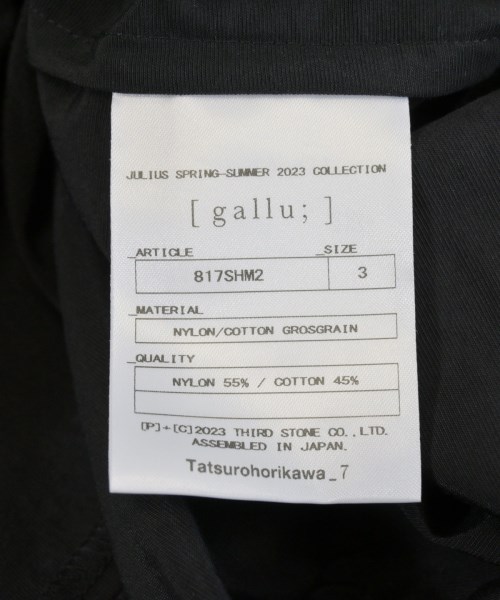 JULIUS SPRING-SUMMER 2023 COLLECTION
[ gallu; ]
_ARTICLE _SIZE
817SHM2 3
_MATERIAL
NYLON/COTTON GROSGRAIN
_QUALITY
NYLON 55% / COTTON 45%
[P]+[C]2023 THIRD STONE CO.,LTD.
ASSEMBLED IN JAPAN.
Tatsurohorikawa_7